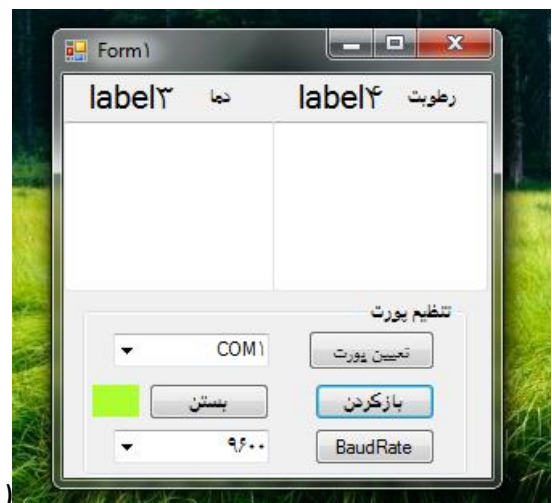 Form۱
رطوبت label۴ دما label۳
تنظیم پورت
تعیین پورت COM۱
بازکردن بستن
BaudRate ۹۶۰۰
)